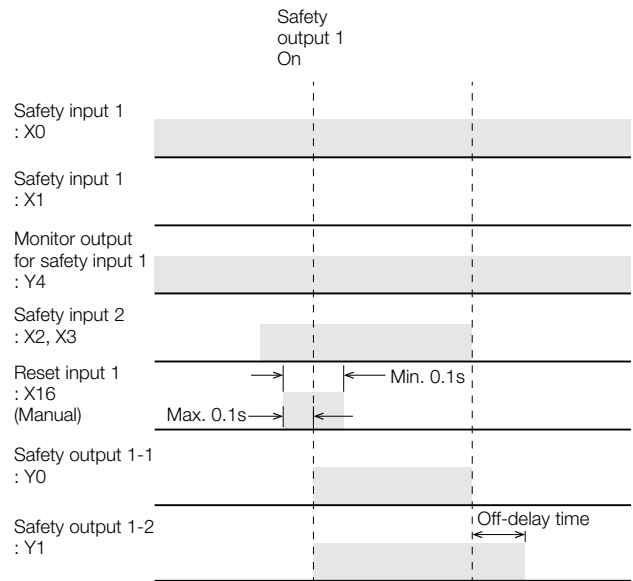 Safety
output 1
On
Safety input 1
: X0
Safety input 1
: X1
Monitor output
for safety input 1
: Y4
Safety input 2
: X2, X3
Reset input 1
: X16
(Manual)
Min. 0.1s
Max. 0.1s
Safety output 1-1
: Y0
Safety output 1-2
: Y1
Off-delay time